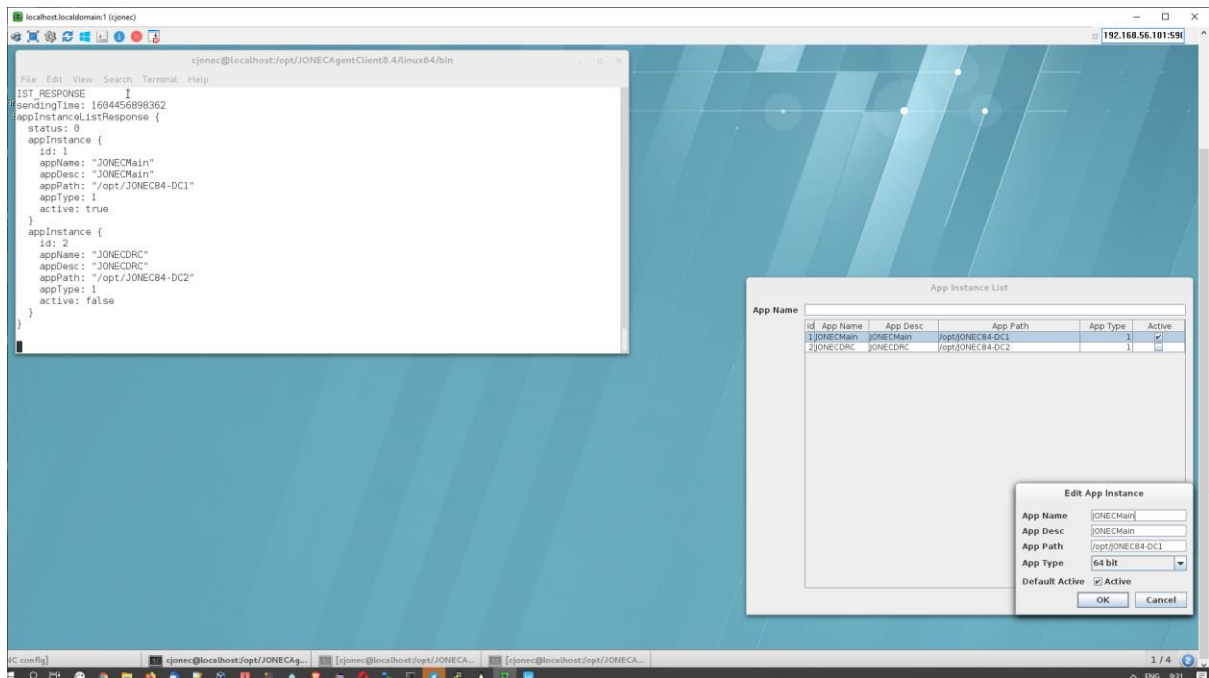 localhost.localdomain:1 (cjonec)
192.168.56.101:590
cjonec@localhost:/opt/JONECAgentClient8.4/linux64/bin
File Edit View Search Terminal Help
IST_RESPONSE
sendingTime: 1604456898362
appInstanceListResponse {
status: 0
appInstance {
id: 1
appName: "JONECMain"
appDesc: "JONECMain"
appPath: "/opt/JONEC84-DC1"
appType: 1
active: true
}
appInstance {
id: 2
appName: "JONECDRC"
appDesc: "JONECDRC"
appPath: "/opt/JONEC84-DC2"
appType: 1
active: false
}
}
App Instance List
App Name
Id App Name App Desc App Path App Type Active
1 JONECMain JONECMain /opt/JONEC84-DC1 1
2 JONECDRC JONECDRC /opt/JONEC84-DC2 1
Edit App Instance
App Name JONECMain
App Desc JONECMain
App Path /opt/JONEC84-DC1
App Type 64 bit
Default Active Active
OK Cancel
IC config]
cjonec@localhost:/opt/JONECAg...
[cjonec@localhost:/opt/JONECA...
[cjonec@localhost:/opt/JONECA...
1 / 4
2
ENG 9:31